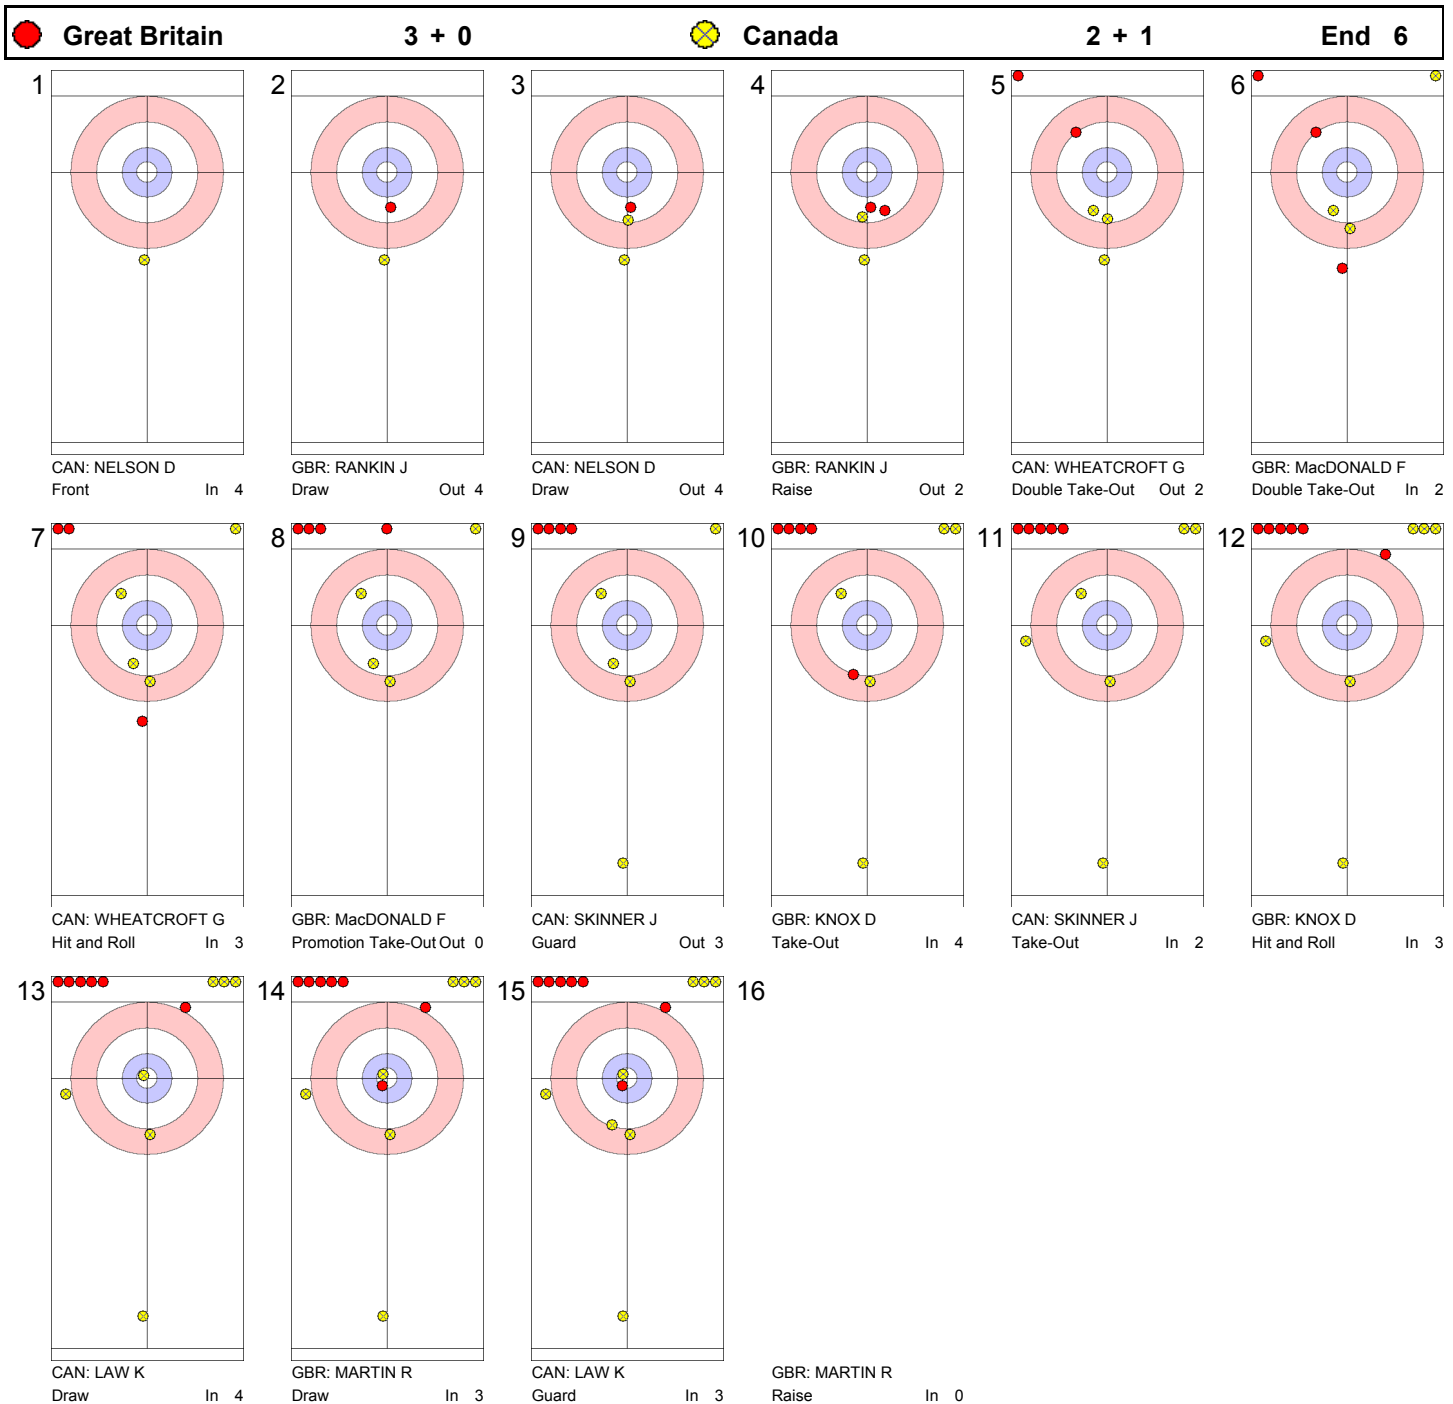 Great Britain 3 + 0 Canada 2 + 1 End 6
1 2 3 4 5 6
CAN: NELSON D GBR: RANKIN J CAN: NELSON D GBR: RANKIN J CAN: WHEATCROFT G GBR: MacDONALD F
Front In 4 Draw Out 4 Draw Out 4 Raise Out 2 Double Take-Out Out 2 Double Take-Out In 2
7 8 9 10 11 12
CAN: WHEATCROFT G GBR: MacDONALD F CAN: SKINNER J GBR: KNOX D CAN: SKINNER J GBR: KNOX D
Hit and Roll In 3 Promotion Take-Out Out 0 Guard Out 3 Take-Out In 4 Take-Out In 2 Hit and Roll In 3
13 14 15 16
CAN: LAW K GBR: MARTIN R CAN: LAW K GBR: MARTIN R
Draw In 4 Draw In 3 Guard In 3 Raise In 0